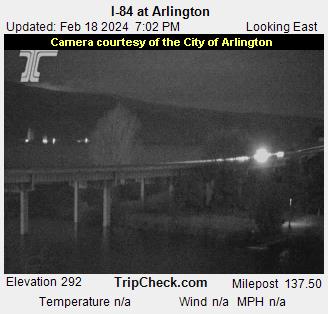 I-84 at Arlington
Updated: Feb 18 2024 7:02 PM Looking East
Camera courtesy of the City of Arlington
Elevation 292 TripCheck.com Milepost 137.50
Temperature n/a Wind n/a MPH n/a